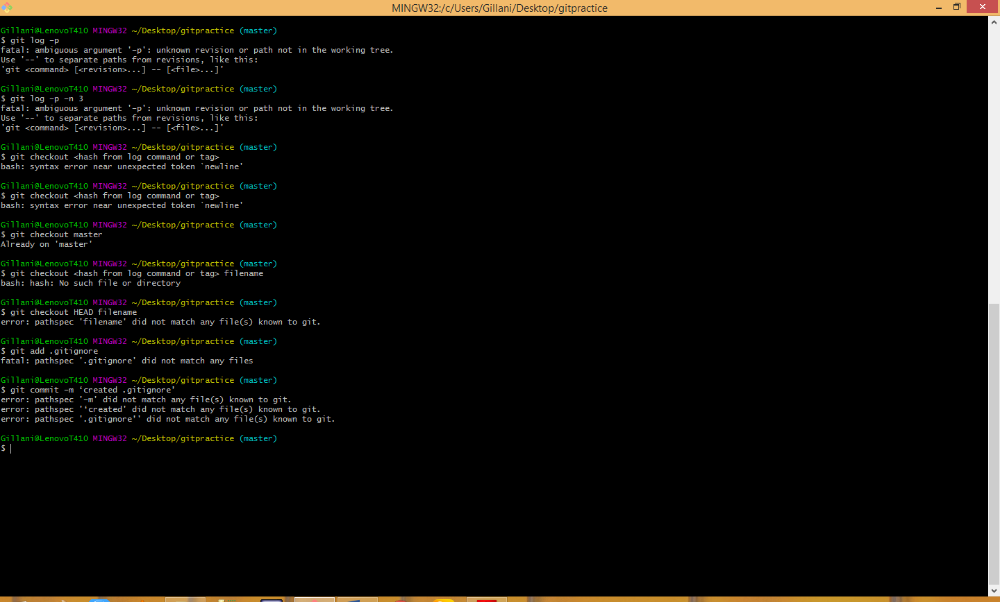 MINGW32:/c/Users/Gillani/Desktop/gitpractice
Gillani@LenovoT410 MINGW32 ~/Desktop/gitpractice (master)
$ git log –p
fatal: ambiguous argument '–p': unknown revision or path not in the working tree.
Use '--' to separate paths from revisions, like this:
'git <command> [<revision>...] -- [<file>...]'
Gillani@LenovoT410 MINGW32 ~/Desktop/gitpractice (master)
$ git log –p –n 3
fatal: ambiguous argument '–p': unknown revision or path not in the working tree.
Use '--' to separate paths from revisions, like this:
'git <command> [<revision>...] -- [<file>...]'
Gillani@LenovoT410 MINGW32 ~/Desktop/gitpractice (master)
$ git checkout <hash from log command or tag>
bash: syntax error near unexpected token `newline'
Gillani@LenovoT410 MINGW32 ~/Desktop/gitpractice (master)
$ git checkout <hash from log command or tag>
bash: syntax error near unexpected token `newline'
Gillani@LenovoT410 MINGW32 ~/Desktop/gitpractice (master)
$ git checkout master
Already on 'master'
Gillani@LenovoT410 MINGW32 ~/Desktop/gitpractice (master)
$ git checkout <hash from log command or tag> filename
bash: hash: No such file or directory
Gillani@LenovoT410 MINGW32 ~/Desktop/gitpractice (master)
$ git checkout HEAD filename
error: pathspec 'filename' did not match any file(s) known to git.
Gillani@LenovoT410 MINGW32 ~/Desktop/gitpractice (master)
$ git add .gitignore
fatal: pathspec '.gitignore' did not match any files
Gillani@LenovoT410 MINGW32 ~/Desktop/gitpractice (master)
$ git commit –m ‘created .gitignore’
error: pathspec '–m' did not match any file(s) known to git.
error: pathspec '‘created' did not match any file(s) known to git.
error: pathspec '.gitignore’' did not match any file(s) known to git.
Gillani@LenovoT410 MINGW32 ~/Desktop/gitpractice (master)
$